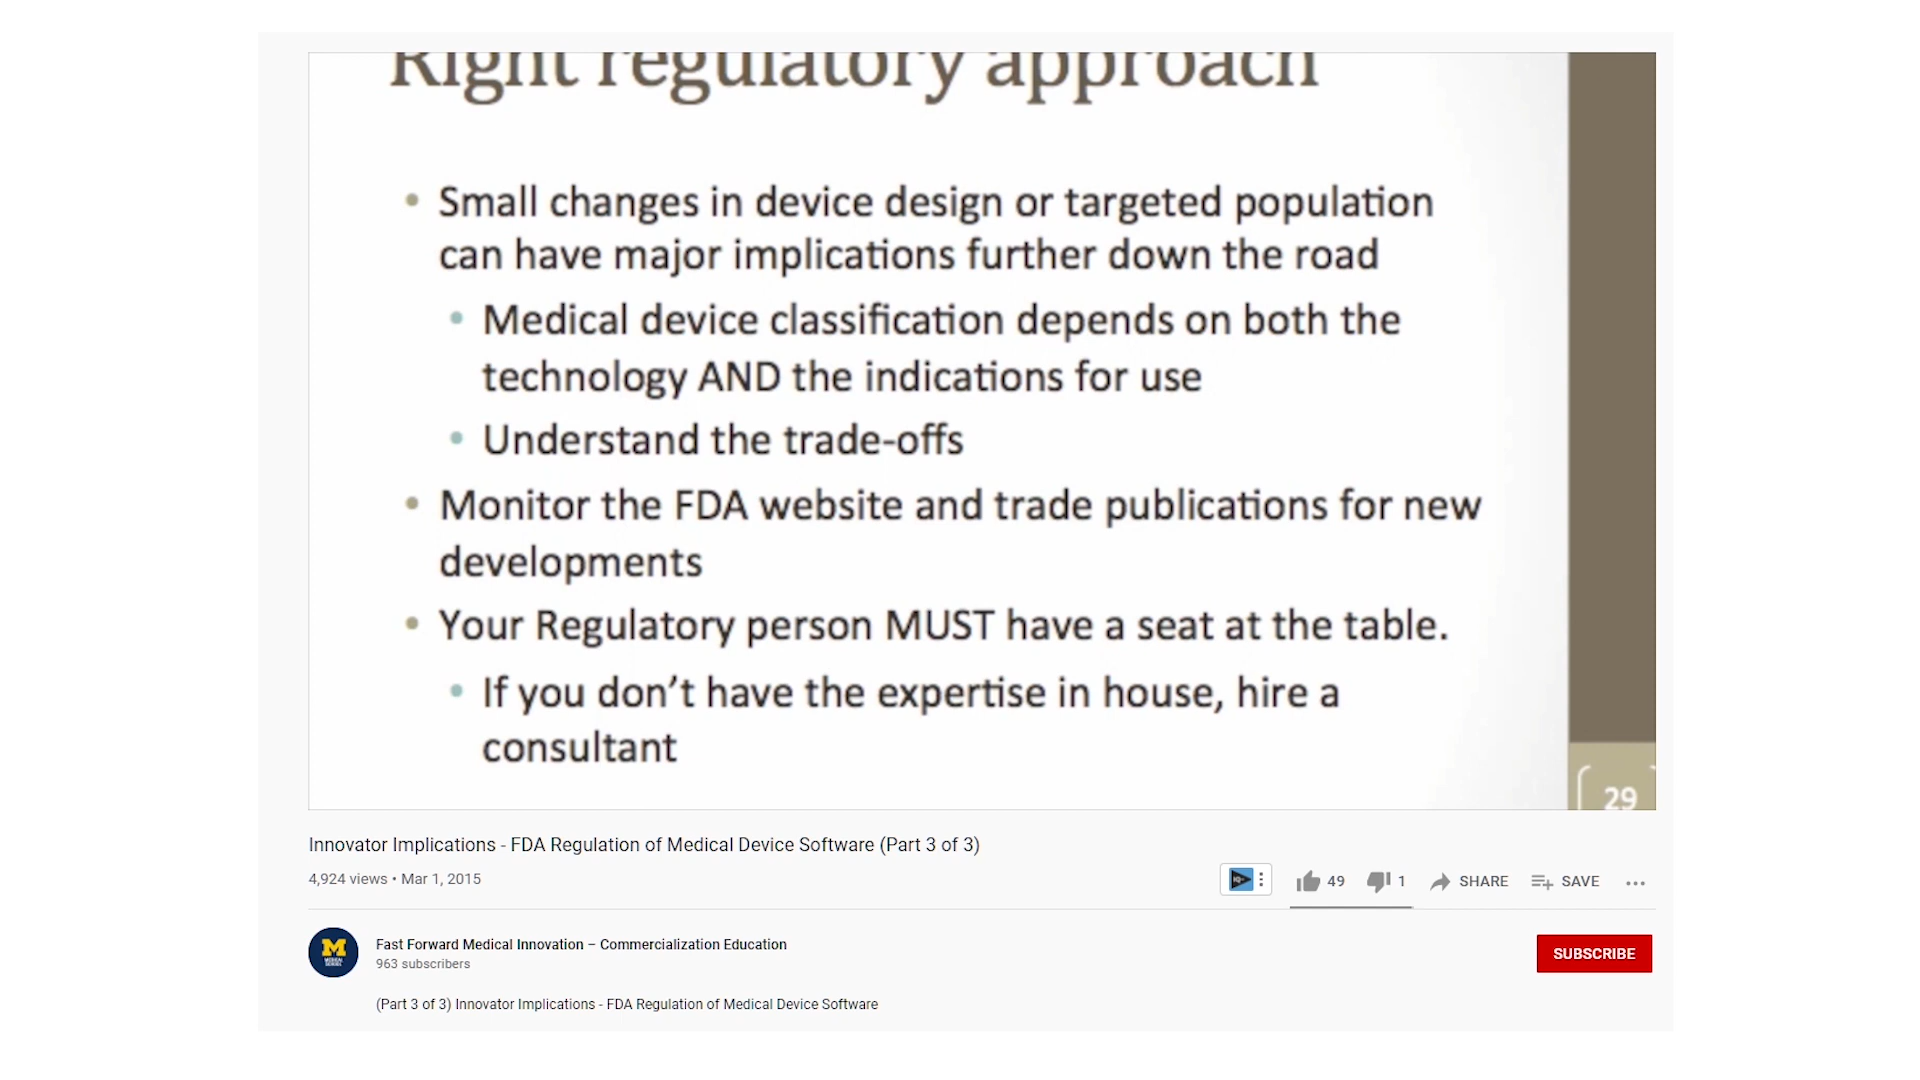 Right regulatory approach
• Small changes in device design or targeted population
can have major implications further down the road
• Medical device classification depends on both the
technology AND the indications for use
• Understand the trade-offs
• Monitor the FDA website and trade publications for new
developments
• Your Regulatory person MUST have a seat at the table.
• If you don't have the expertise in house, hire a
consultant
29
Innovator Implications - FDA Regulation of Medical Device Software (Part 3 of 3)
4,924 views • Mar 1, 2015
49 1 SHARE SAVE
M
Fast Forward Medical Innovation – Commercialization Education
963 subscribers
SUBSCRIBE
(Part 3 of 3) Innovator Implications - FDA Regulation of Medical Device Software